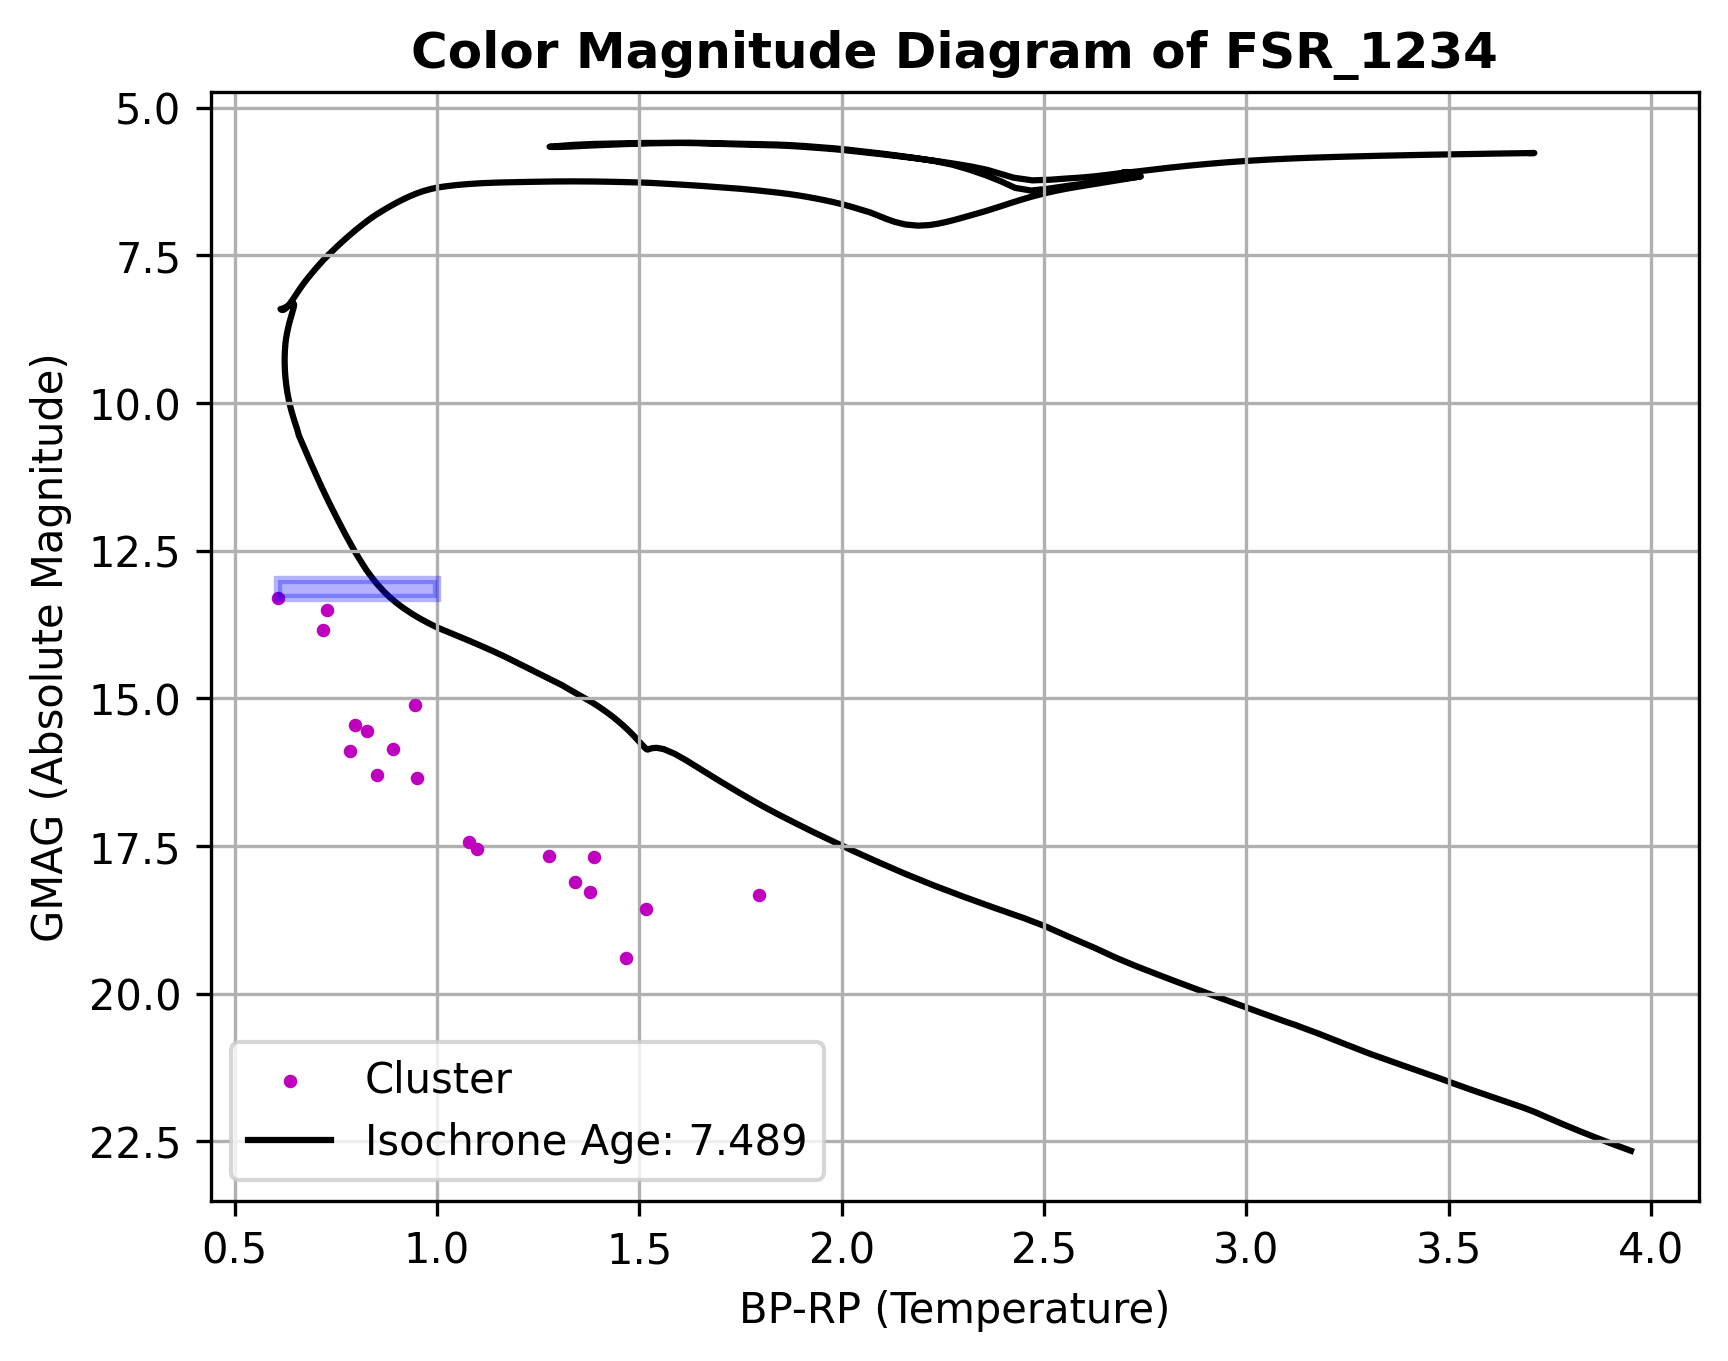 Color Magnitude Diagram of FSR_1234
5.0
7.5
10.0
12.5
15.0
17.5
20.0
22.5
GMAG (Absolute Magnitude)
Cluster
Isochrone Age: 7.489
0.5 1.0 1.5 2.0 2.5 3.0 3.5 4.0
BP-RP (Temperature)